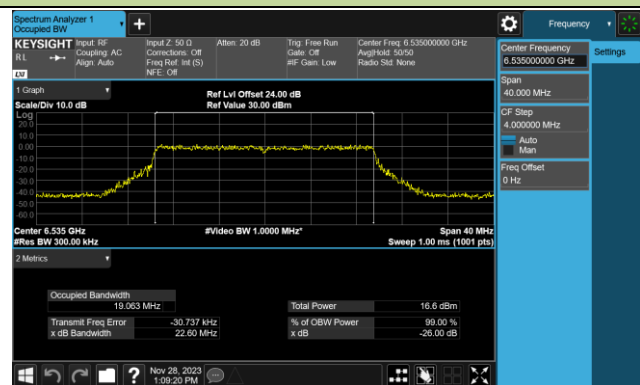 Spectrum Analyzer 1
Occupied BW
Frequency
KEYSIGHT
RL
LXI
Input: RF
Coupling: AC
Align: Auto
Input Z: 50 Ω
Corrections: Off
Freq Ref: Int (S)
NFE: Off
Atten: 20 dB
Trig: Free Run
Gate: Off
#IF Gain: Low
Center Freq: 6.535000000 GHz
Avg|Hold: 50/50
Radio Std: None
Center Frequency
6.535000000 GHz
Settings
Span
40.000 MHz
CF Step
4.000000 MHz
Auto
Man
Freq Offset
0 Hz
1 Graph
Scale/Div 10.0 dB
Ref Lvl Offset 24.00 dB
Ref Value 30.00 dBm
Log
20.0
10.0
0.00
-10.0
-20.0
-30.0
-40.0
-50.0
-60.0
Center 6.535 GHz
#Res BW 300.00 kHz
#Video BW 1.0000 MHz*
Span 40 MHz
Sweep 1.00 ms (1001 pts)
2 Metrics
Occupied Bandwidth
19.063 MHz
Total Power 16.6 dBm
Transmit Freq Error -30.737 kHz
% of OBW Power 99.00 %
x dB Bandwidth 22.60 MHz
x dB -26.00 dB
?
Nov 28, 2023
1:09:20 PM